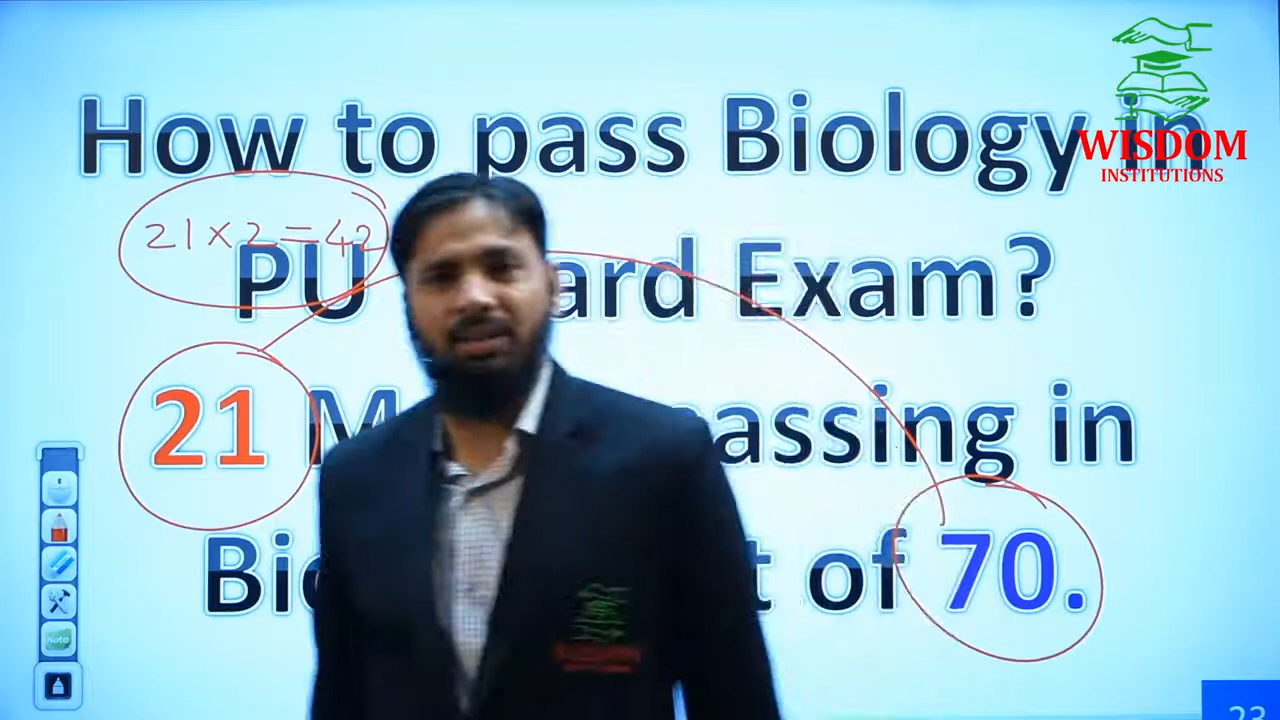 How to pass Biology in
WISDOM
INSTITUTIONS
21 x 2 = 42
PU ard Exam?
21 M assing in
Bio t of 70.
Note
23